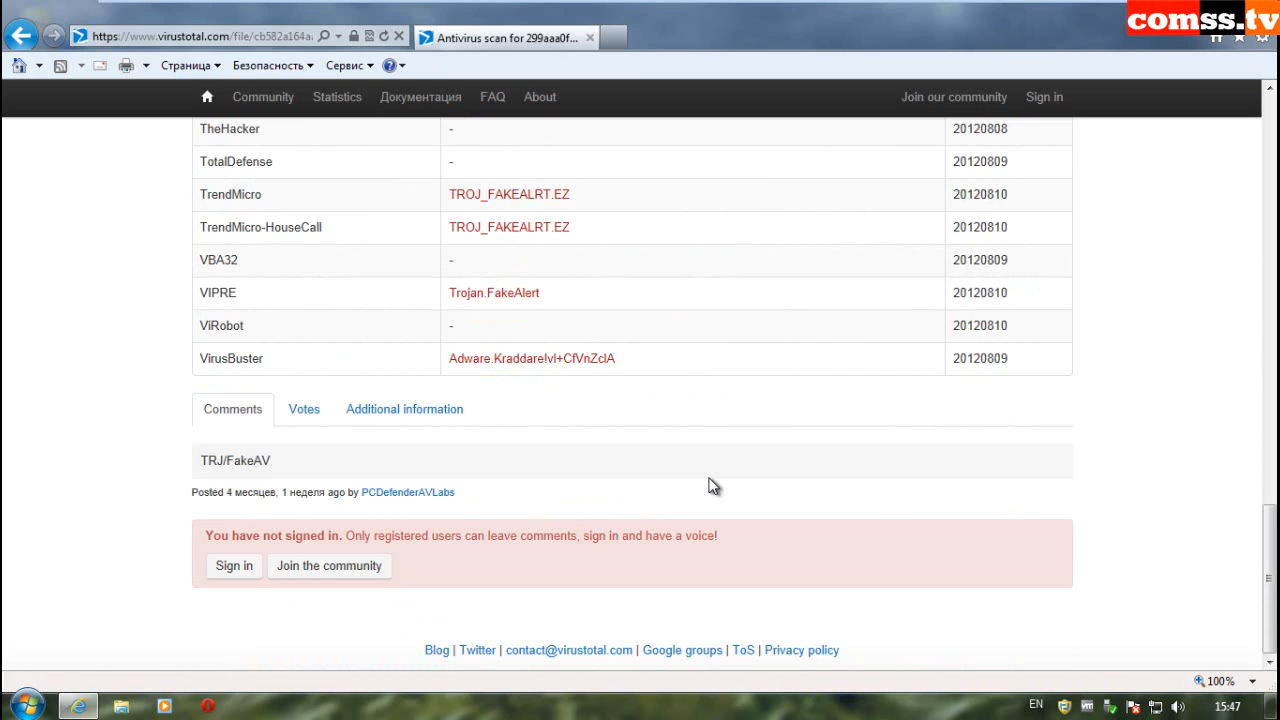 comss.tv
https://www.virustotal.com/file/cb582a164a
Antivirus scan for 299aaa0f...
Страница
Безопасность
Сервис
Community
Statistics
Документация
FAQ
About
Join our community
Sign in
TheHacker - 20120808
TotalDefense - 20120809
TrendMicro TROJ_FAKEALRT.EZ 20120810
TrendMicro-HouseCall TROJ_FAKEALRT.EZ 20120810
VBA32 - 20120809
VIPRE Trojan.FakeAlert 20120810
ViRobot - 20120810
VirusBuster 20120809
Comments Votes Additional information
TRJ/FakeAV
Posted 4 месяцев, 1 неделя ago by PCDefenderAVLabs
You have not signed in. Only registered users can leave comments, sign in and have a voice!
Sign in Join the community
Blog | Twitter | contact@virustotal.com | Google groups | ToS | Privacy policy
100%
EN 15:47